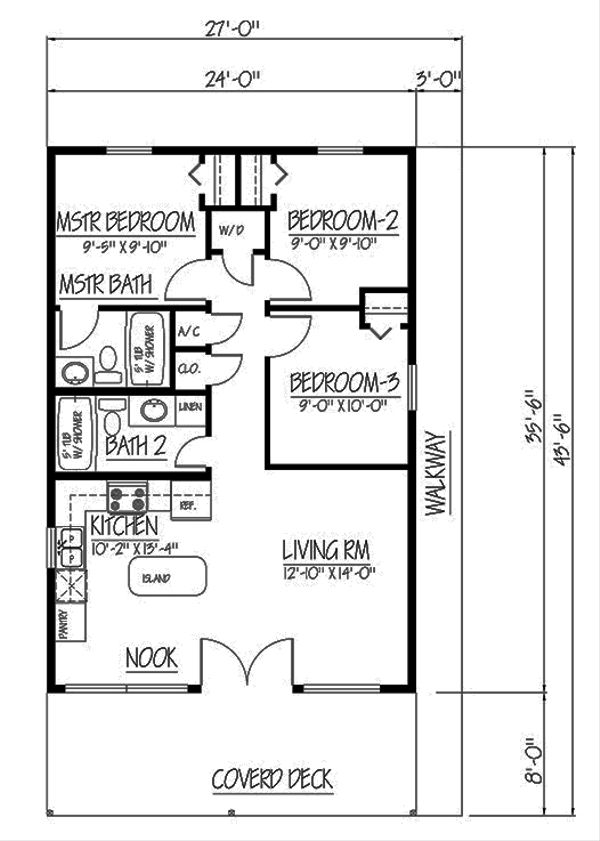 27'-0"
24'-0"
3'-0"
MSTR BEDROOM
9'-5" X 9'-10"
W/D
BEDROOM-2
9'-0" X 9'-10"
MSTR BATH
A/C
CLO.
5' TUB
W/ SHOWER
BEDROOM-3
9'-0" X 10'-0"
5' TUB
W/ SHOWER
LINEN
BATH 2
WALKWAY
35'-6"
43'-6"
KITCHEN
10'-2" X 13'-4"
REF.
LIVING RM
12'-10" X 14'-0"
ISLAND
PANTRY
NOOK
COVERD DECK
8'-0"